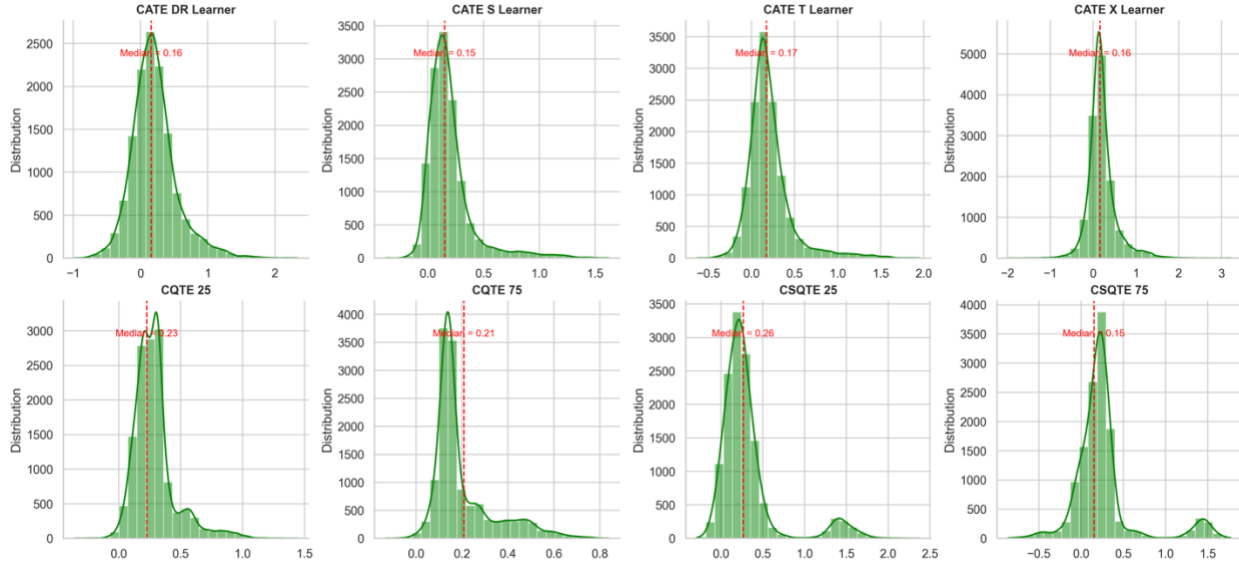 CATE DR Learner
Median = 0.16
Distribution
2500
2000
1500
1000
500
0
−1 0 1 2
CATE S Learner
Median = 0.15
Distribution
3500
3000
2500
2000
1500
1000
500
0
0.0 0.5 1.0 1.5
CATE T Learner
Median = 0.17
Distribution
3500
3000
2500
2000
1500
1000
500
0
−0.5 0.0 0.5 1.0 1.5 2.0
CATE X Learner
Median = 0.16
Distribution
5000
4000
3000
2000
1000
0
−2 −1 0 1 2 3
CQTE 25
Median = 0.23
Distribution
3000
2500
2000
1500
1000
500
0
0.0 0.5 1.0 1.5
CQTE 75
Median = 0.21
Distribution
4000
3500
3000
2500
2000
1500
1000
500
0
0.0 0.2 0.4 0.6 0.8
CSQTE 25
Median = 0.26
Distribution
3500
3000
2500
2000
1500
1000
500
0
0.0 0.5 1.0 1.5 2.0 2.5
CSQTE 75
Median = 0.15
Distribution
4000
3500
3000
2500
2000
1500
1000
500
0
−0.5 0.0 0.5 1.0 1.5